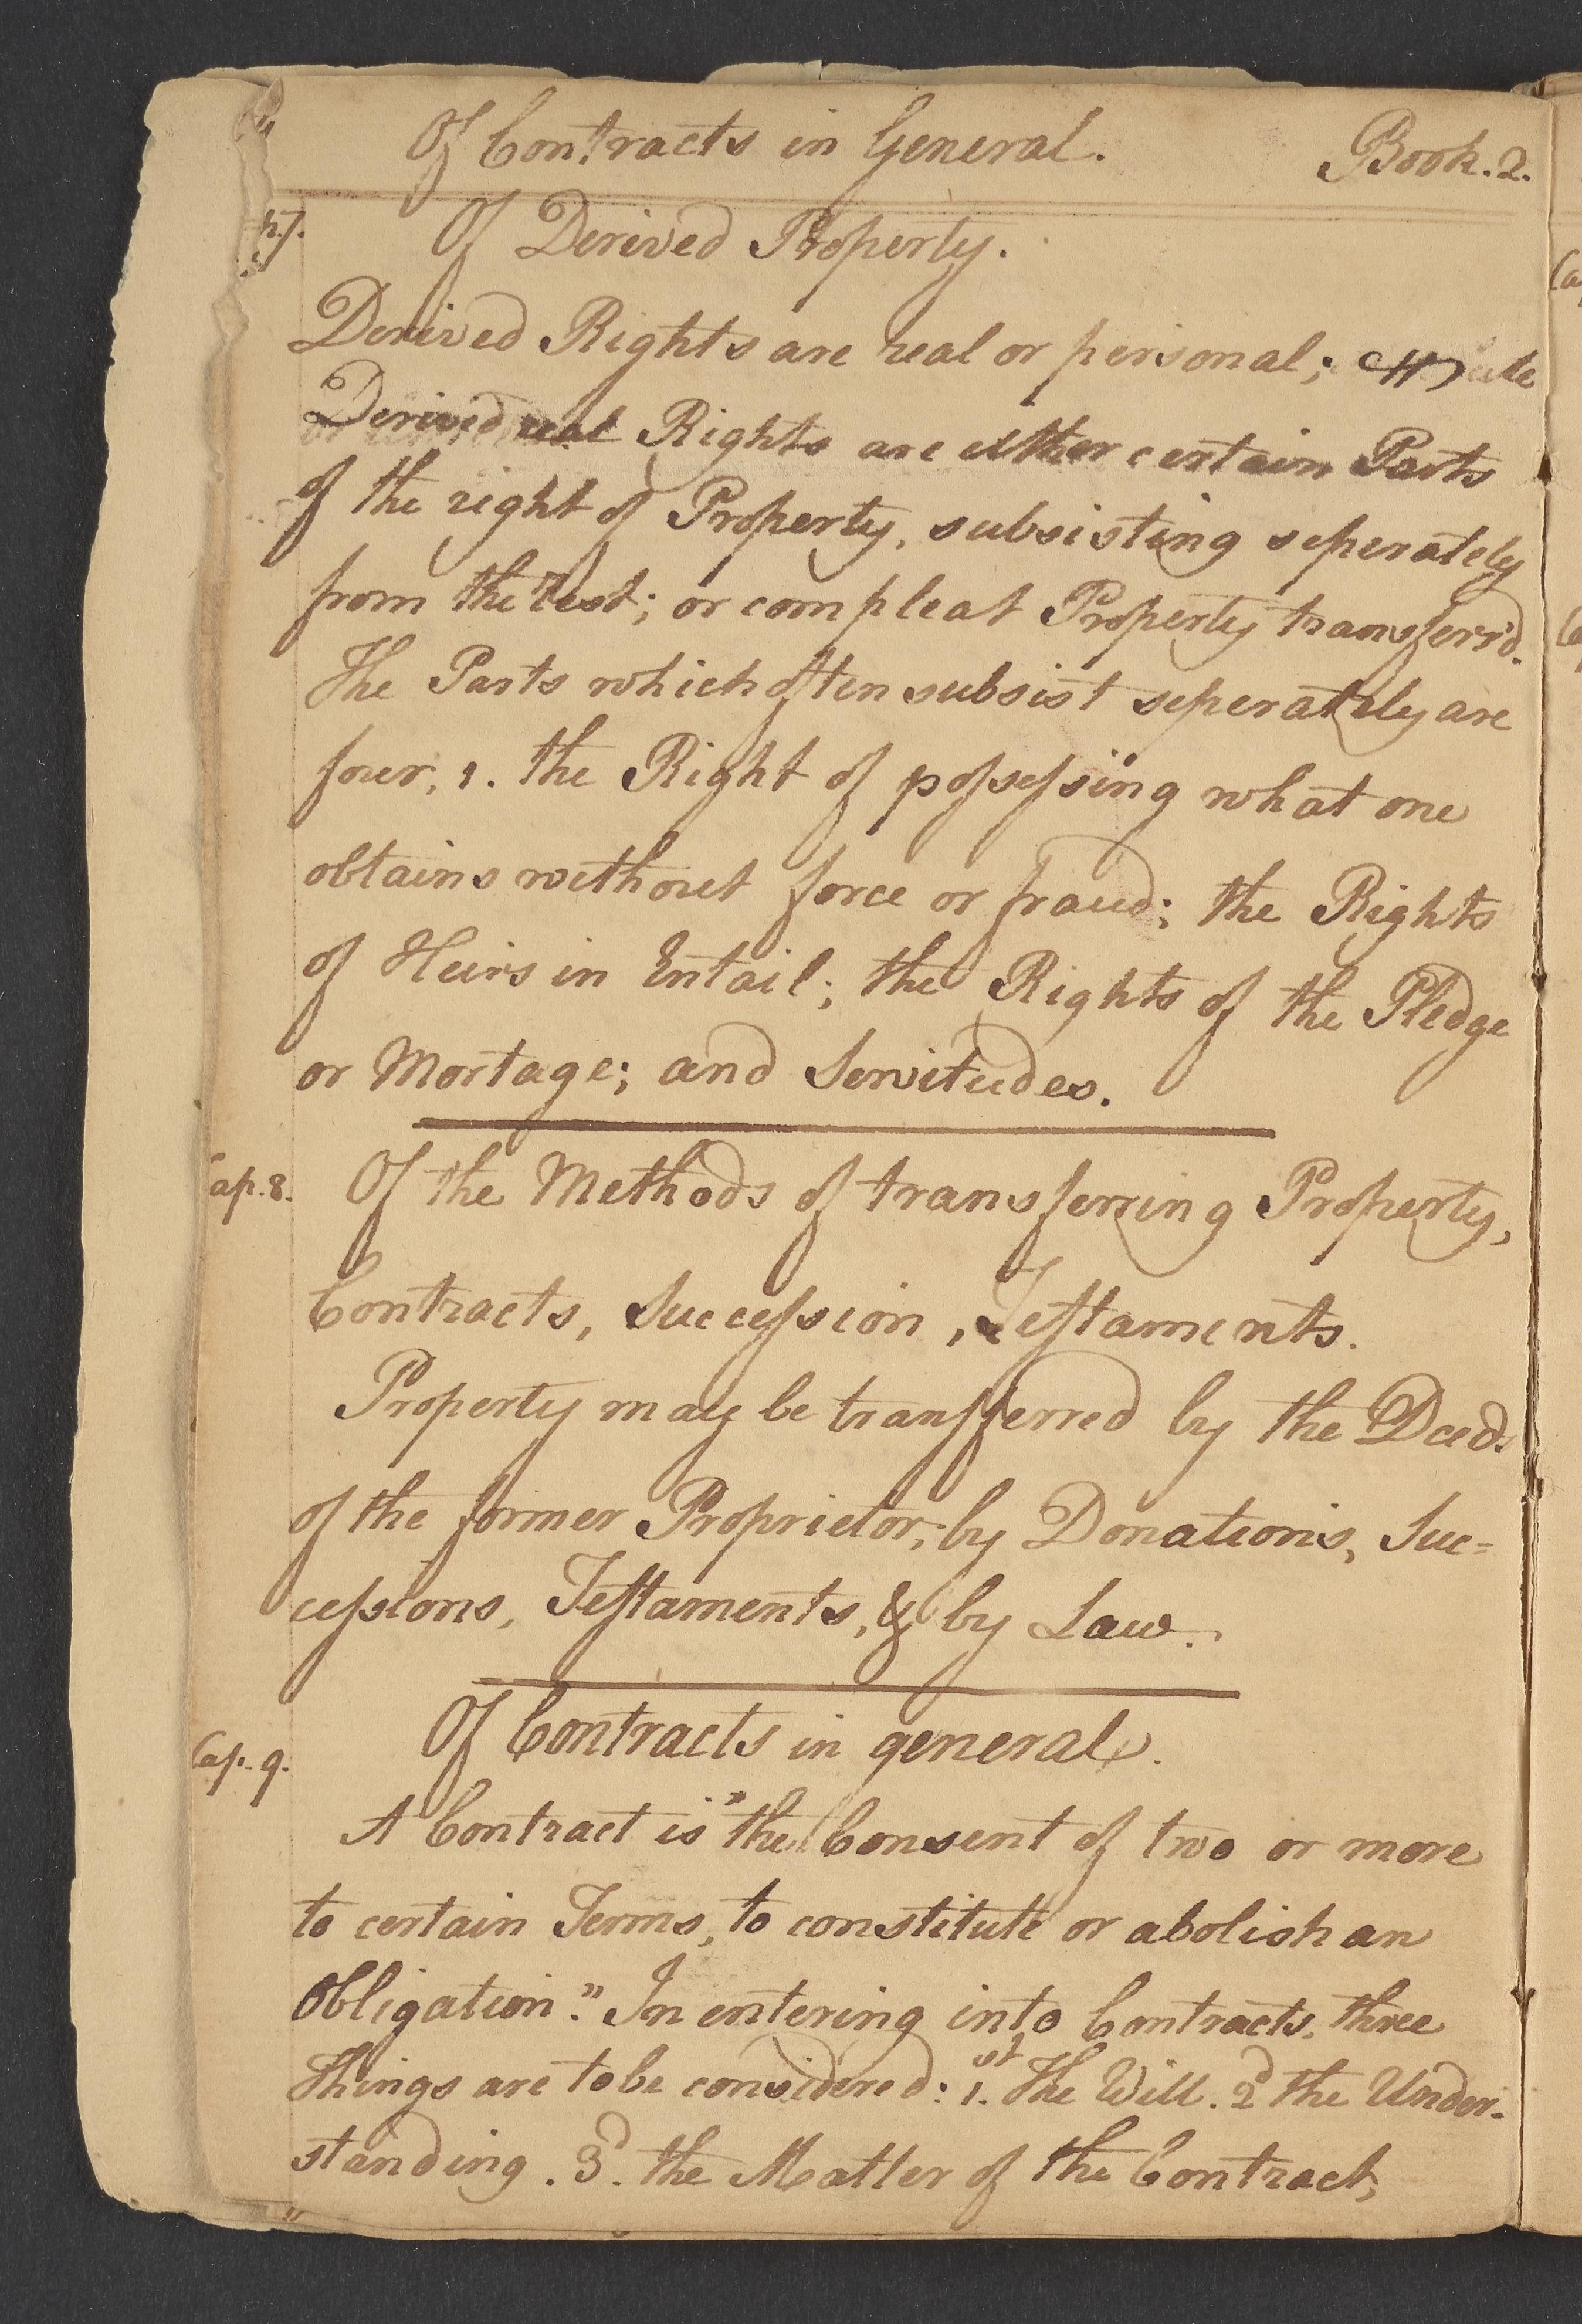 Of Contracts in General. Book. 2.
p. 7. Of Derived Property.
Derived Rights are real or personal;
Derived real Rights are either certain Parts
of the right of Property, subsisting seperately
from the rest; or compleat Property transferr'd.
The Parts which often subsist seperately are
four, 1. the Right of possessing what one
obtains without force or fraud; the Rights
of Heirs in Entail; the Rights of the Pledge
or Mortage; and Servitudes.
Cap. 8. Of the Methods of transferring Property,
Contracts, Succession, Testaments.
Property may be transferred by the Deeds
of the former Proprietor, by Donations, Suc=
cessions, Testaments, & by Law.
Cap. 9. Of Contracts in general.
A Contract is "the Consent of two or more
to certain Terms, to constitute or abolish an
Obligation." In entering into Contracts, three
things are to be considered: 1.st The Will. 2d the Under-
standing. 3d. the Matter of the Contract,